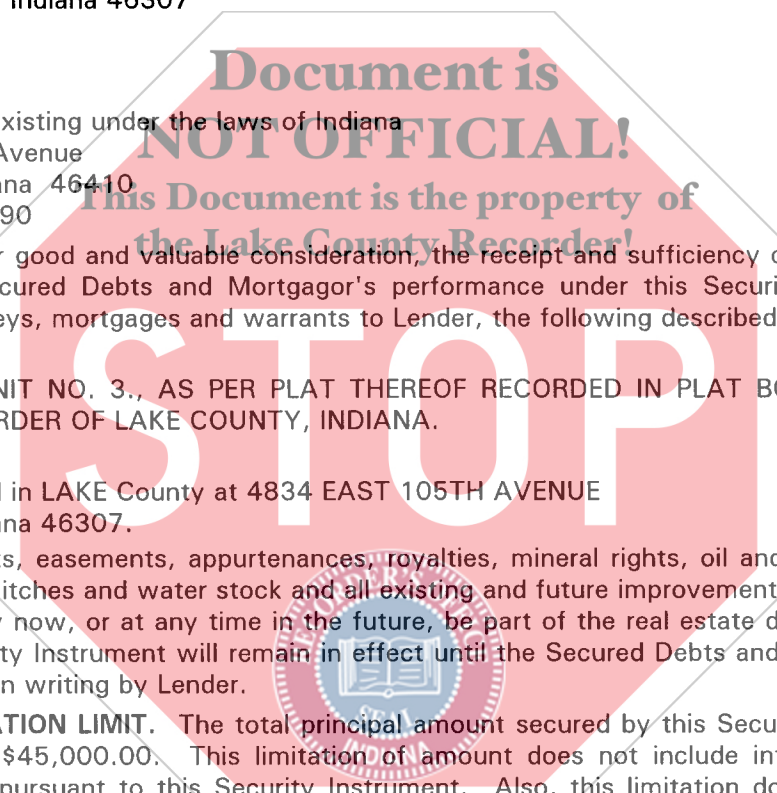 Indiana 46307
Document is
xisting under the laws of Indiana
NOT OFFICIAL!
Avenue
ana 46410
This Document is the property of
90
the Lake County Recorder!
r good and valuable consideration, the receipt and sufficiency o
cured Debts and Mortgagor's performance under this Securi
eys, mortgages and warrants to Lender, the following described
STOP
NIT NO. 3., AS PER PLAT THEREOF RECORDED IN PLAT BO
RDER OF LAKE COUNTY, INDIANA.
d in LAKE County at 4834 EAST 105TH AVENUE
ana 46307.
ts, easements, appurtenances, royalties, mineral rights, oil and
itches and water stock and all existing and future improvement
y now, or at any time in the future, be part of the real estate d
ty Instrument will remain in effect until the Secured Debts and
n writing by Lender.
RECORDER'S OFFICE
SEAL
INDIANA
ATION LIMIT. The total principal amount secured by this Secu
$45,000.00. This limitation of amount does not include int
pursuant to this Security Instrument. Also, this limitation do